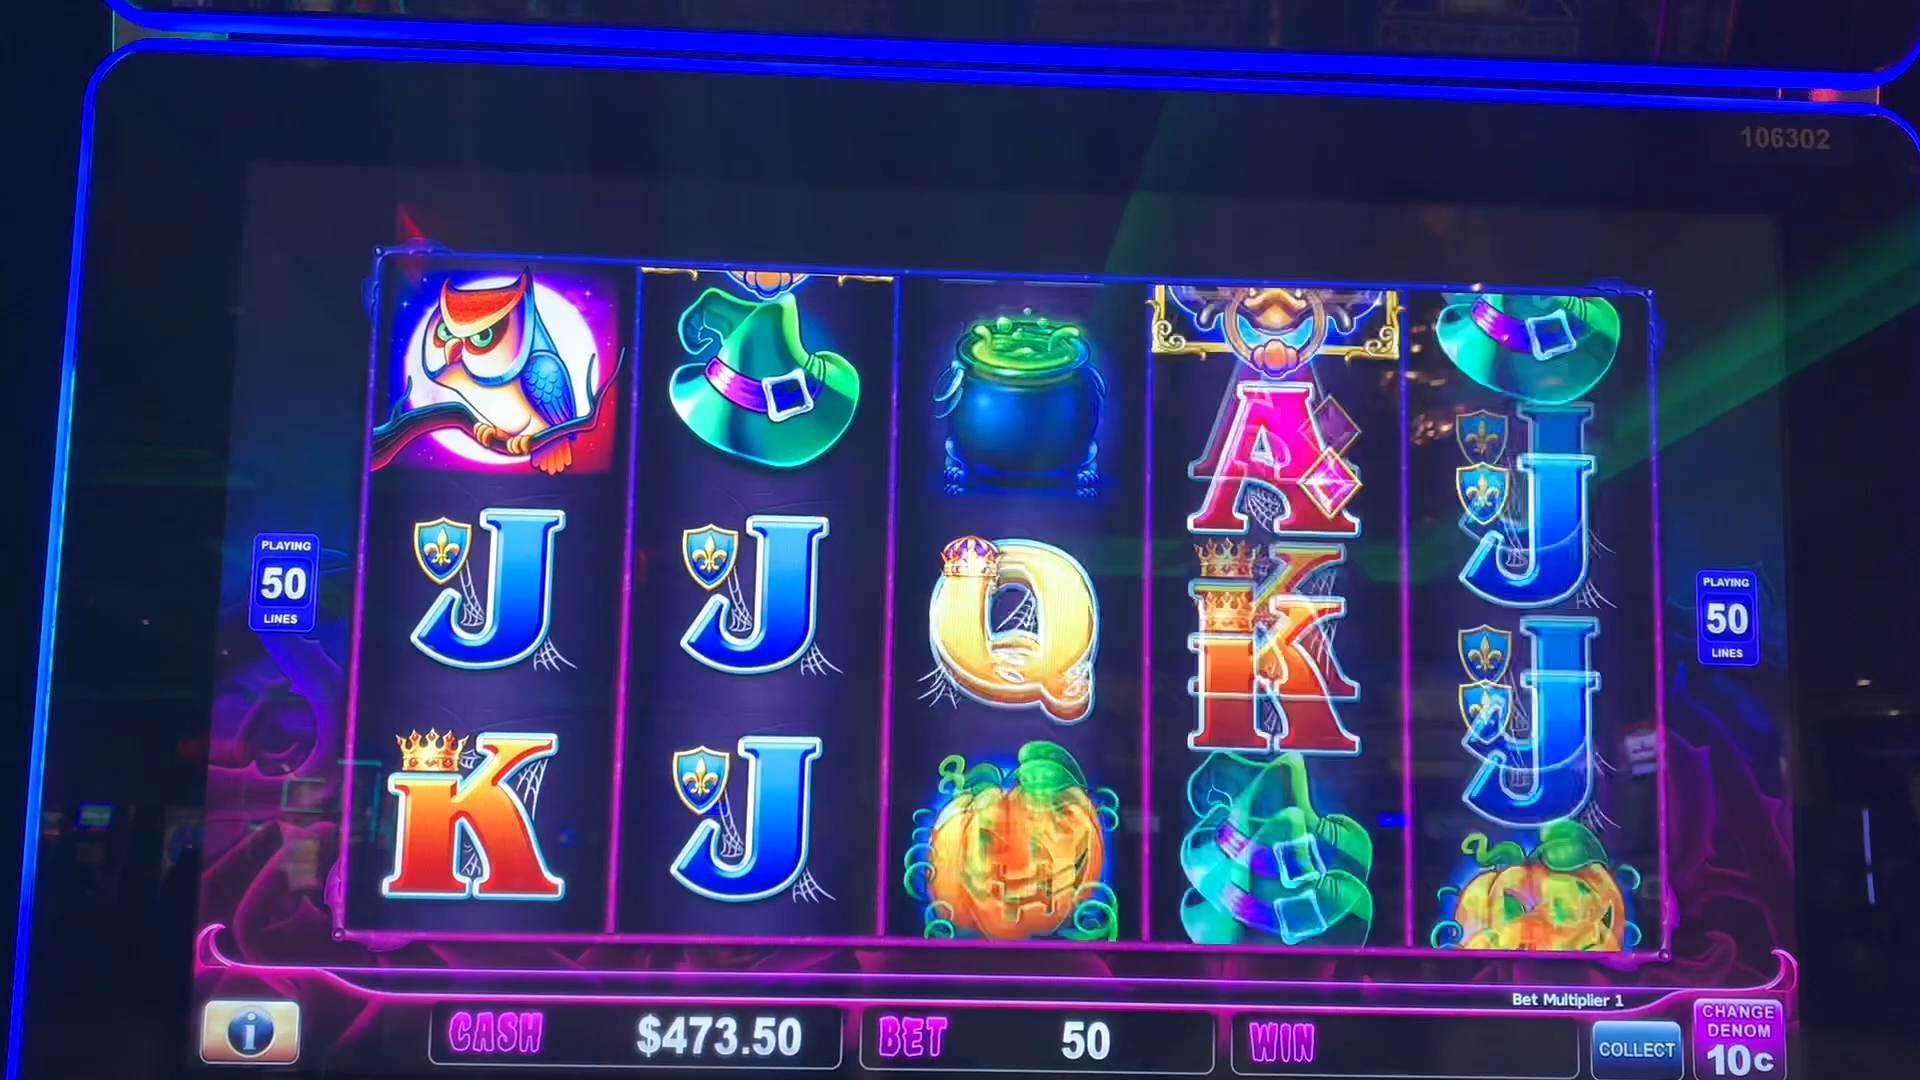 106302
J
J
Q
A
K
J
K
J
J
PLAYING
50
LINES
PLAYING
50
LINES
Bet Multiplier 1
i
CASH $473.50
BET 50
WIN
COLLECT
CHANGE
DENOM
10¢